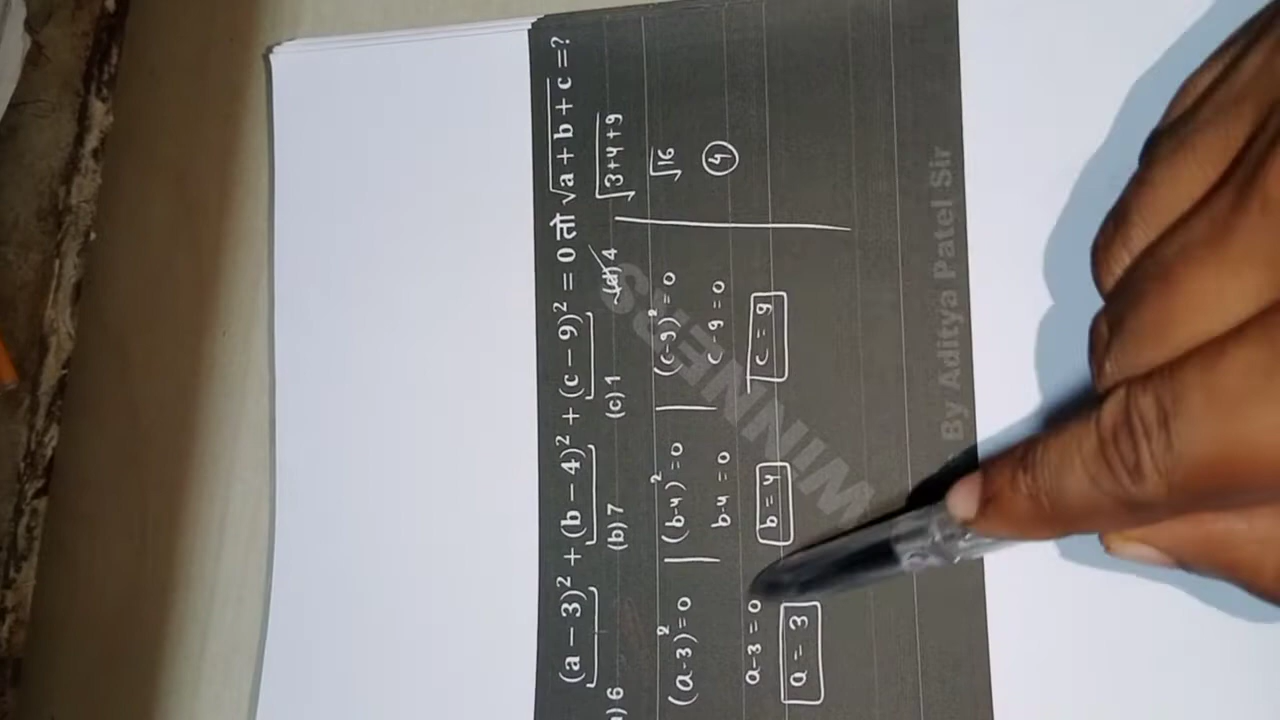 (a − 3)² + (b − 4)² + (c − 9)² = 0 तो √a + b + c = ?
) 6 (b) 7 (c) 1 (d) 4
(a-3)² = 0
a-3 = 0
a = 3
(b-4)² = 0
b-4 = 0
b = 4
(c-9)² = 0
c-9 = 0
c = 9
√3+4+9
√16
4
WINNERS
By Aditya Patel Sir